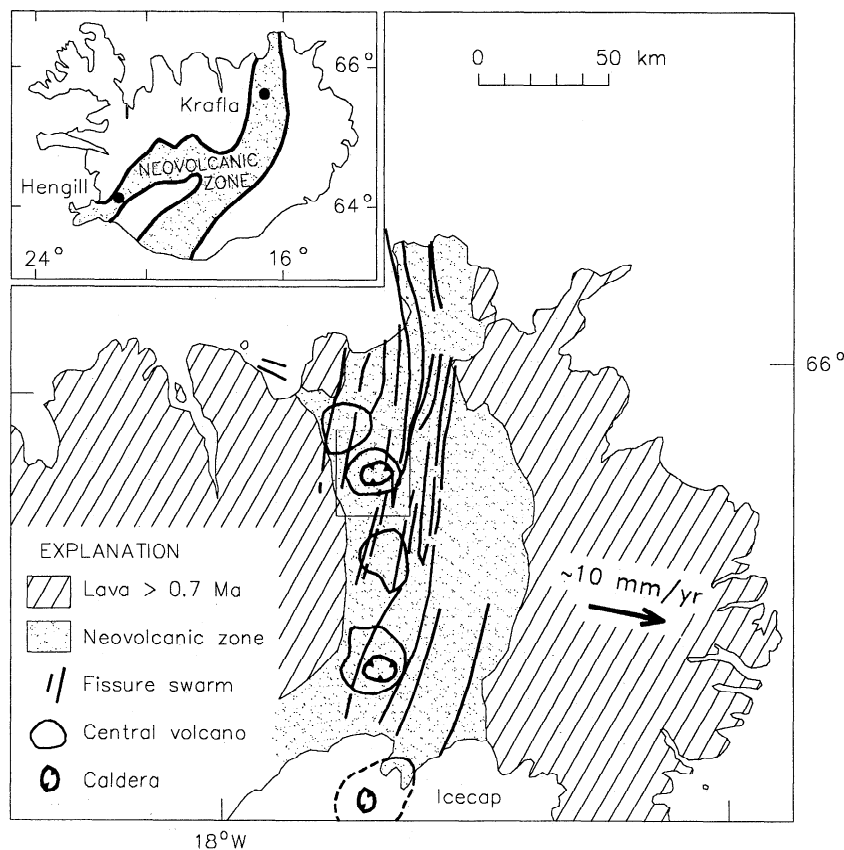 66°
Krafla
NEOVOLCANIC
ZONE
Hengill
64°
24°
16°
0 50 km
66°
EXPLANATION
Lava > 0.7 Ma
Neovolcanic zone
Fissure swarm
Central volcano
Caldera
~10 mm/yr
Icecap
18°W